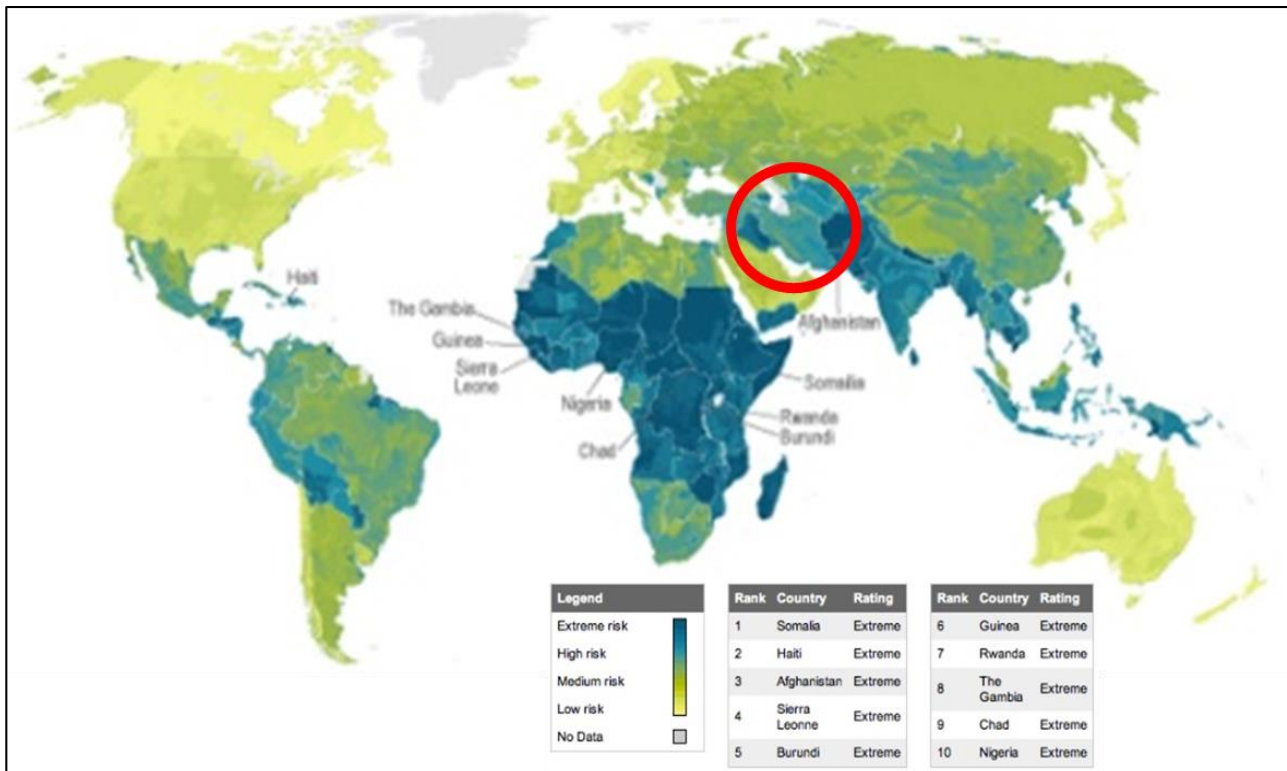 Haiti
The Gambia
Guinea
Sierra
Leone
Nigeria
Chad
Afghanistan
Somailia
Rwanda
Burundi
Legend
Extreme risk
High risk
Medium risk
Low risk
No Data
Rank Country Rating
1 Somalia Extreme
2 Haiti Extreme
3 Afghanistan Extreme
4 Sierra Leonne Extreme
5 Burundi Extreme
Rank Country Rating
6 Guinea Extreme
7 Rwanda Extreme
8 The Gambia Extreme
9 Chad Extreme
10 Nigeria Extreme